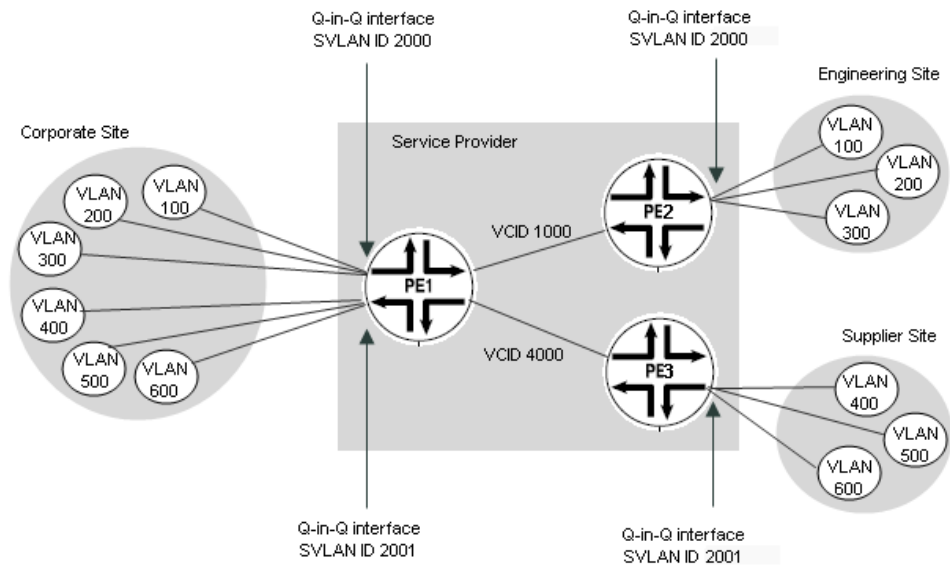 Q-in-Q interface
SVLAN ID 2000
Q-in-Q interface
SVLAN ID 2000
Engineering Site
Corporate Site
Service Provider
VLAN
100
VLAN
200
VLAN
300
VLAN
400
VLAN
500
VLAN
600
PE1
VCID 1000
VCID 4000
PE2
PE3
VLAN
100
VLAN
200
VLAN
300
Supplier Site
VLAN
400
VLAN
500
VLAN
600
Q-in-Q interface
SVLAN ID 2001
Q-in-Q interface
SVLAN ID 2001